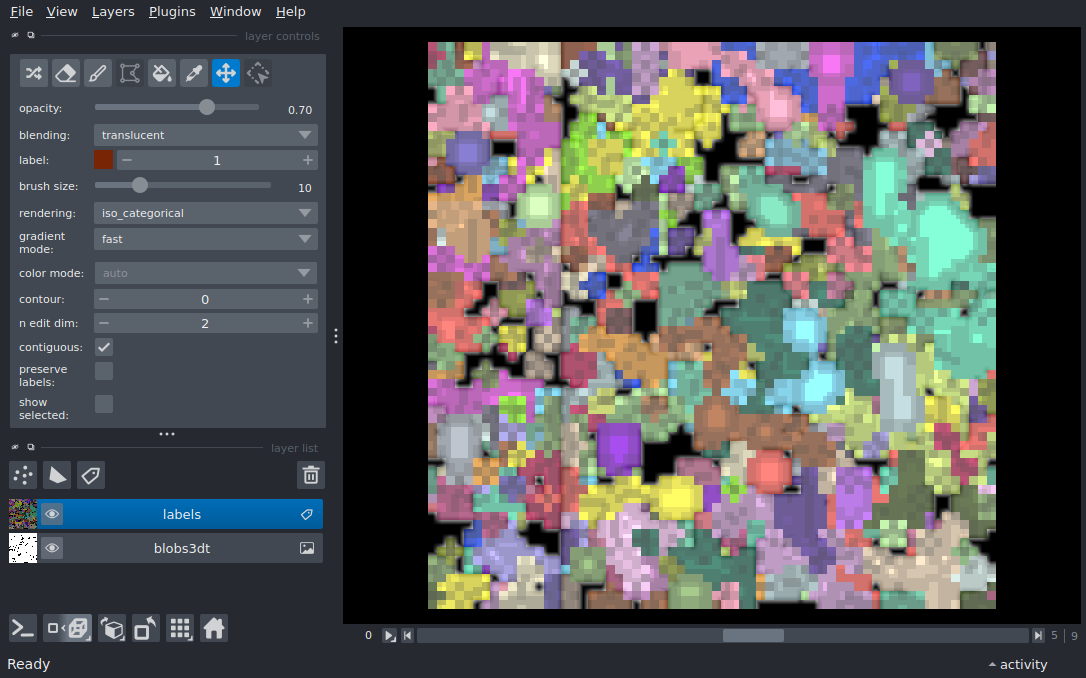 File View Layers Plugins Window Help
layer controls
opacity: 0.70
blending: translucent
label: 1
brush size: 10
rendering: iso_categorical
gradient
mode: fast
color mode: auto
contour: 0
n edit dim: 2
contiguous:
preserve
labels:
show
selected:
layer list
labels
blobs3dt
0 5 | 9
Ready activity